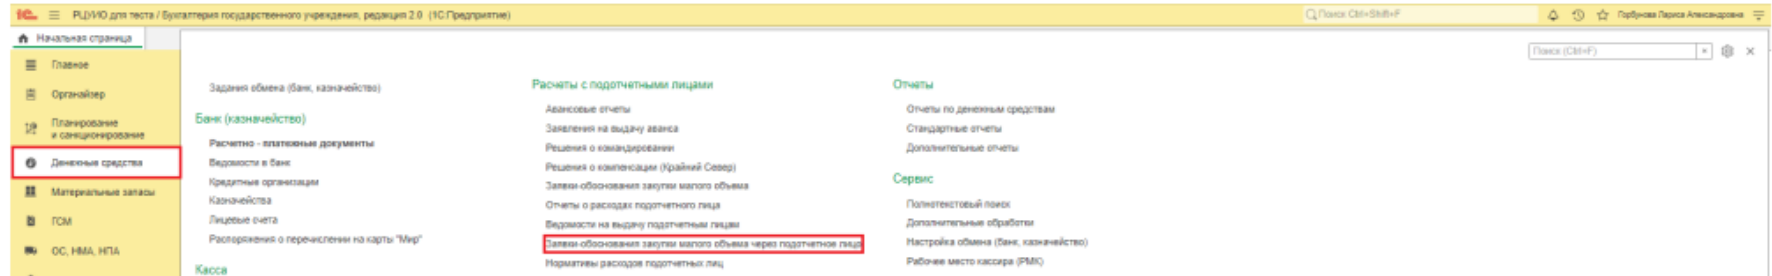 1С РЦУИО для теста / Бухгалтерия государственного учреждения, редакция 2.0 (1С:Предприятие)
Поиск Ctrl+Shift+F
Горбунова Лариса Александровна
Начальная страница
Поиск (Ctrl+F)
Главное
Органайзер
Планирование
и санкционирование
Денежные средства
Материальные запасы
ГСМ
ОС, НМА, НПА
Задания обмена (банк, казначейство)
Банк (казначейство)
Расчетно - платежные документы
Ведомости в банк
Кредитные организации
Казначейства
Лицевые счета
Распоряжения о перечислении на карты "Мир"
Касса
Расчеты с подотчетными лицами
Авансовые отчеты
Заявления на выдачу аванса
Решения о командировании
Решения о компенсации (Крайний Север)
Заявки-обоснования закупки малого объема
Отчеты о расходах подотчетного лица
Ведомости на выдачу подотчетным лицам
Заявки-обоснования закупки малого объема через подотчетное лицо
Нормативы расходов подотчетных лиц
Отчеты
Отчеты по денежным средствам
Стандартные отчеты
Дополнительные отчеты
Сервис
Полнотекстовый поиск
Дополнительные обработки
Настройка обмена (банк, казначейство)
Рабочее место кассира (РМК)